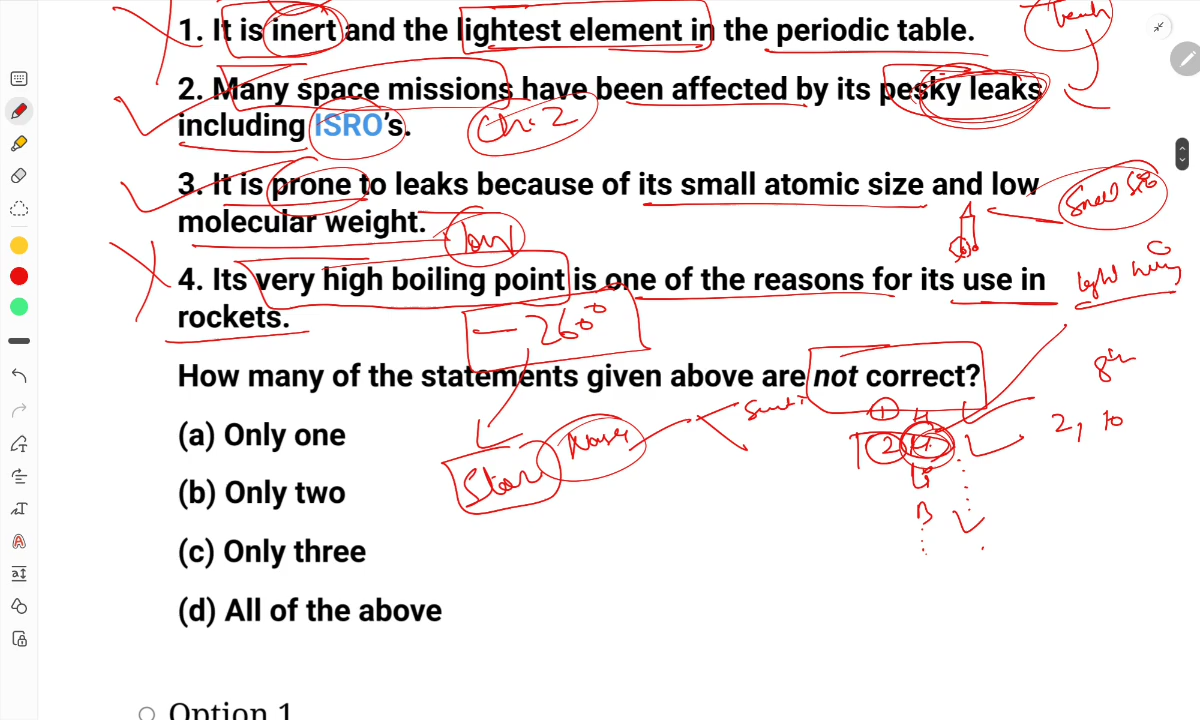 1. It is inert and the lightest element in the periodic table.
2. Many space missions have been affected by its pesky leaks
including ISRO’s.
Ch. 2
3. It is prone to leaks because of its small atomic size and low
molecular weight.
4. Its very high boiling point is one of the reasons for its use in
rockets.
- 260°
How many of the statements given above are not correct?
(a) Only one
2, 10
(b) Only two
(c) Only three
(d) All of the above
Option 1